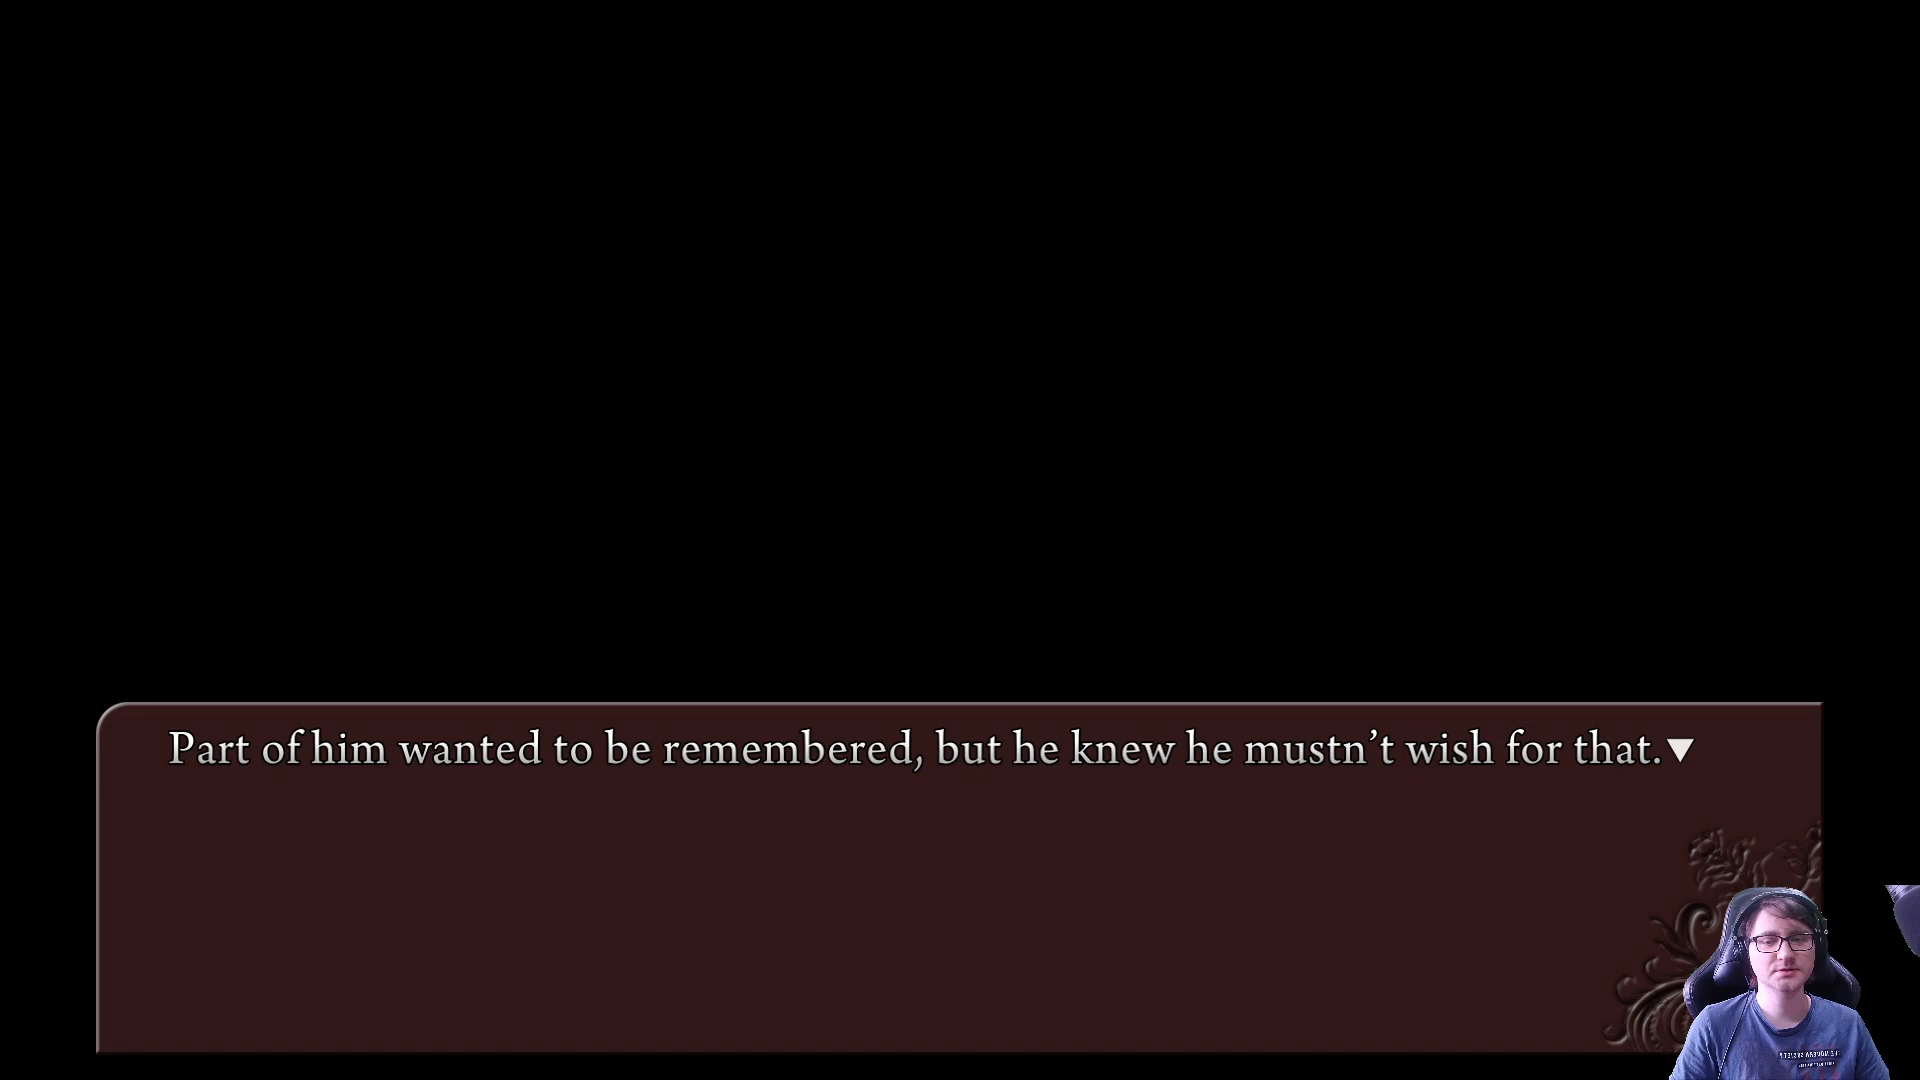 Part of him wanted to be remembered, but he knew he mustn’t wish for that.▼